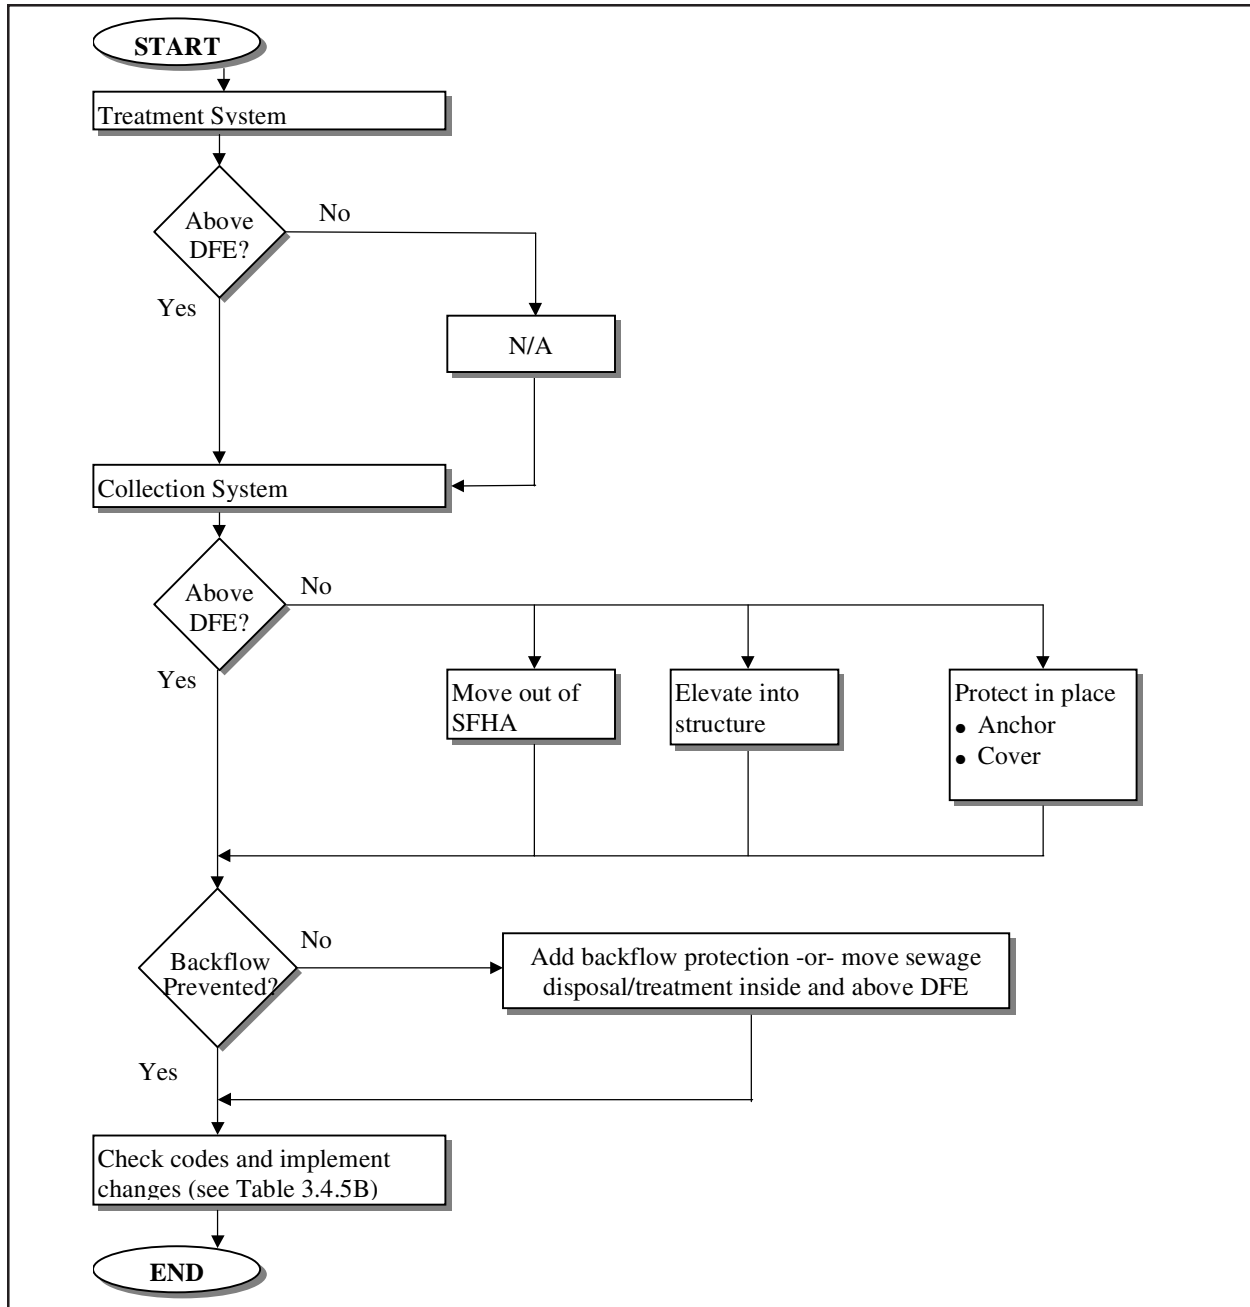 START
Treatment System
Above
DFE?
No
Yes
N/A
Collection System
Above
DFE?
No
Yes
Move out of
SFHA
Elevate into
structure
Protect in place
● Anchor
● Cover
Backflow
Prevented?
No
Yes
Add backflow protection -or- move sewage
disposal/treatment inside and above DFE
Check codes and implement
changes (see Table 3.4.5B)
END